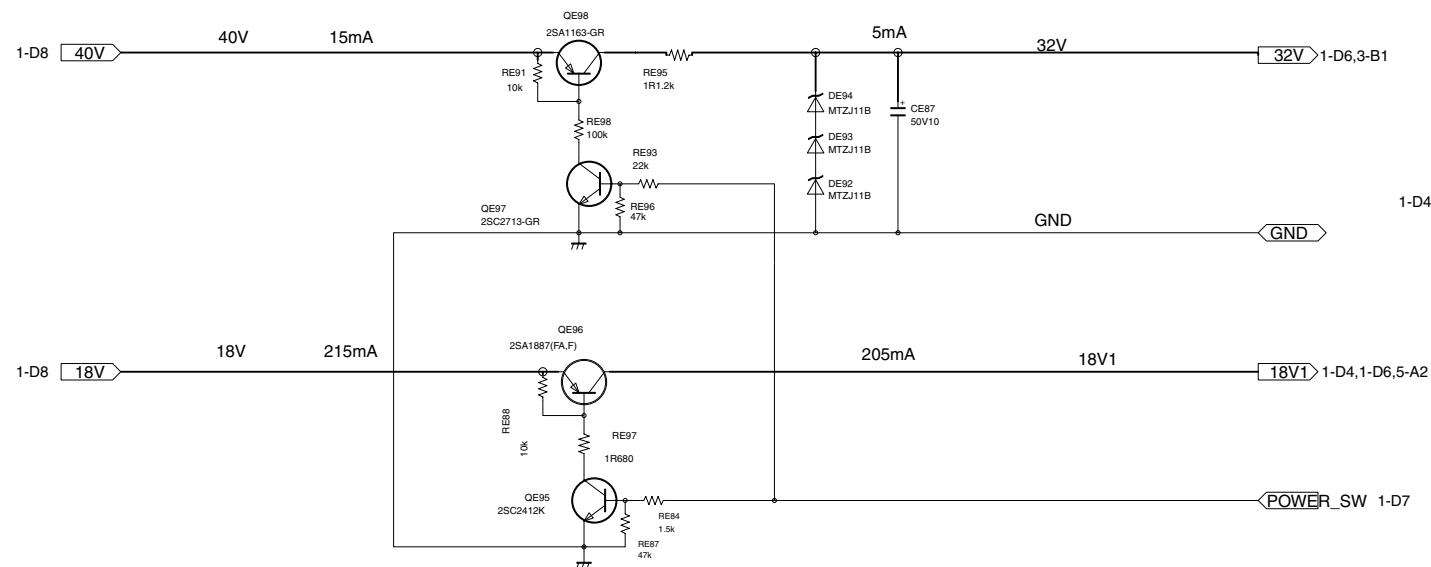 QE98
2SA1163-GR
1-D8 40V 40V 15mA 5mA 32V 32V 1-D6,3-B1
RE91
10k
RE95
1R1.2k
DE94
MTZJ11B
CE87
50V10
+
RE98
100k
DE93
MTZJ11B
RE93
22k
DE92
MTZJ11B
QE97
2SC2713-GR
RE96
47k
1-D4
GND GND
QE96
2SA1887(FA,F)
1-D8 18V 18V 215mA 205mA 18V1 18V1 1-D4,1-D6,5-A2
RE88
10k
RE97
1R680
QE95
2SC2412K
RE84
1.5k
RE87
47k
POWER_SW 1-D7